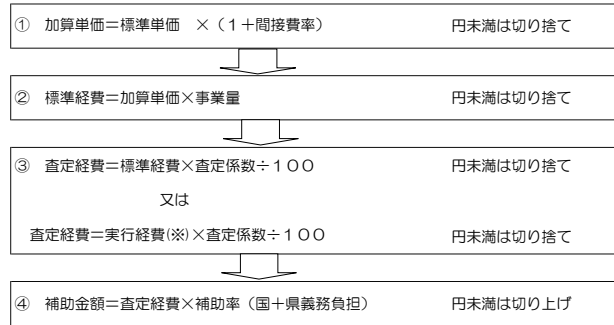 ① 加算単価＝標準単価　×（１＋間接費率）　円未満は切り捨て
② 標準経費＝加算単価×事業量　円未満は切り捨て
③ 査定経費＝標準経費×査定係数÷１００　円未満は切り捨て
又は
査定経費＝実行経費(※)×査定係数÷１００　円未満は切り捨て
④ 補助金額＝査定経費×補助率（国＋県義務負担）　円未満は切り上げ